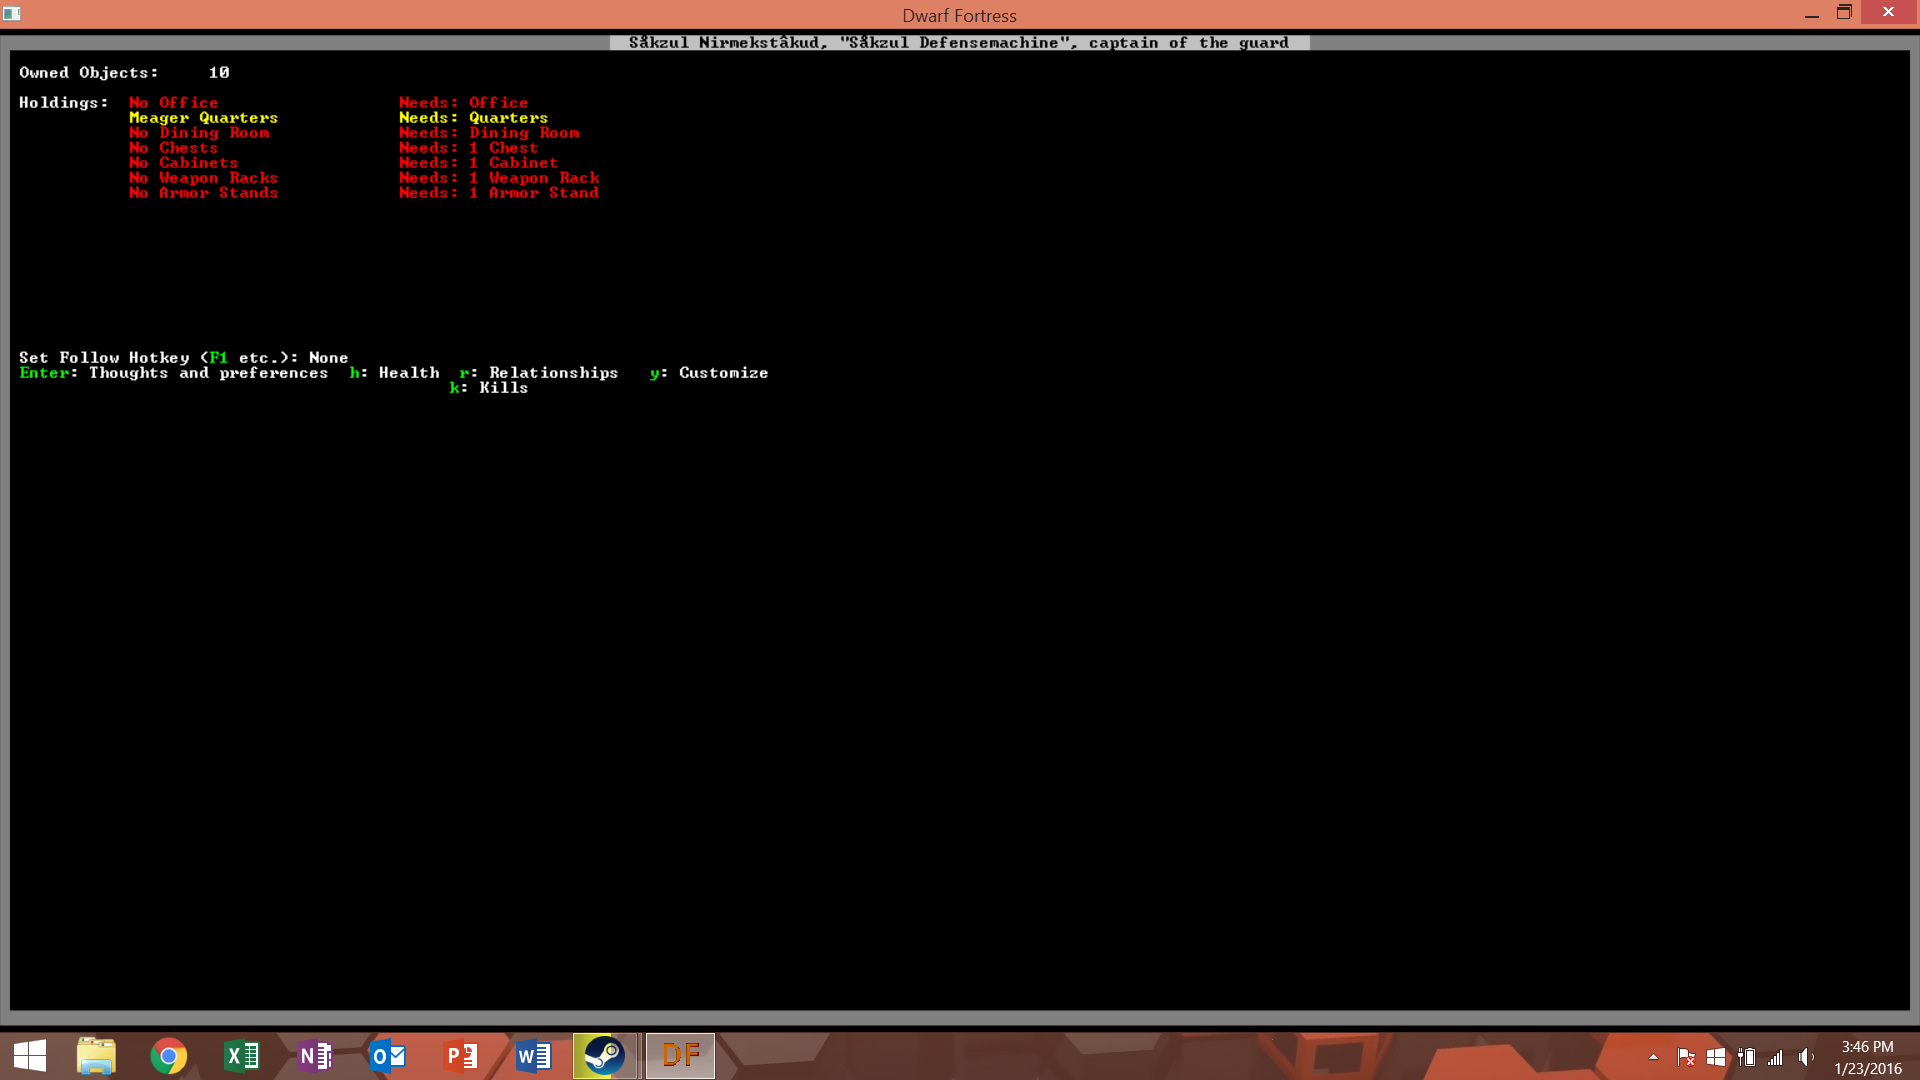 Dwarf Fortress
Såkzul Nirmekstâkud, "Såkzul Defensemachine", captain of the guard
Owned Objects: 10
Holdings: No Office Needs: Office
Meager Quarters Needs: Quarters
No Dining Room Needs: Dining Room
No Chests Needs: 1 Chest
No Cabinets Needs: 1 Cabinet
No Weapon Racks Needs: 1 Weapon Rack
No Armor Stands Needs: 1 Armor Stand
Set Follow Hotkey (F1 etc.): None
Enter: Thoughts and preferences h: Health r: Relationships y: Customize
k: Kills
DF
3:46 PM
1/23/2016